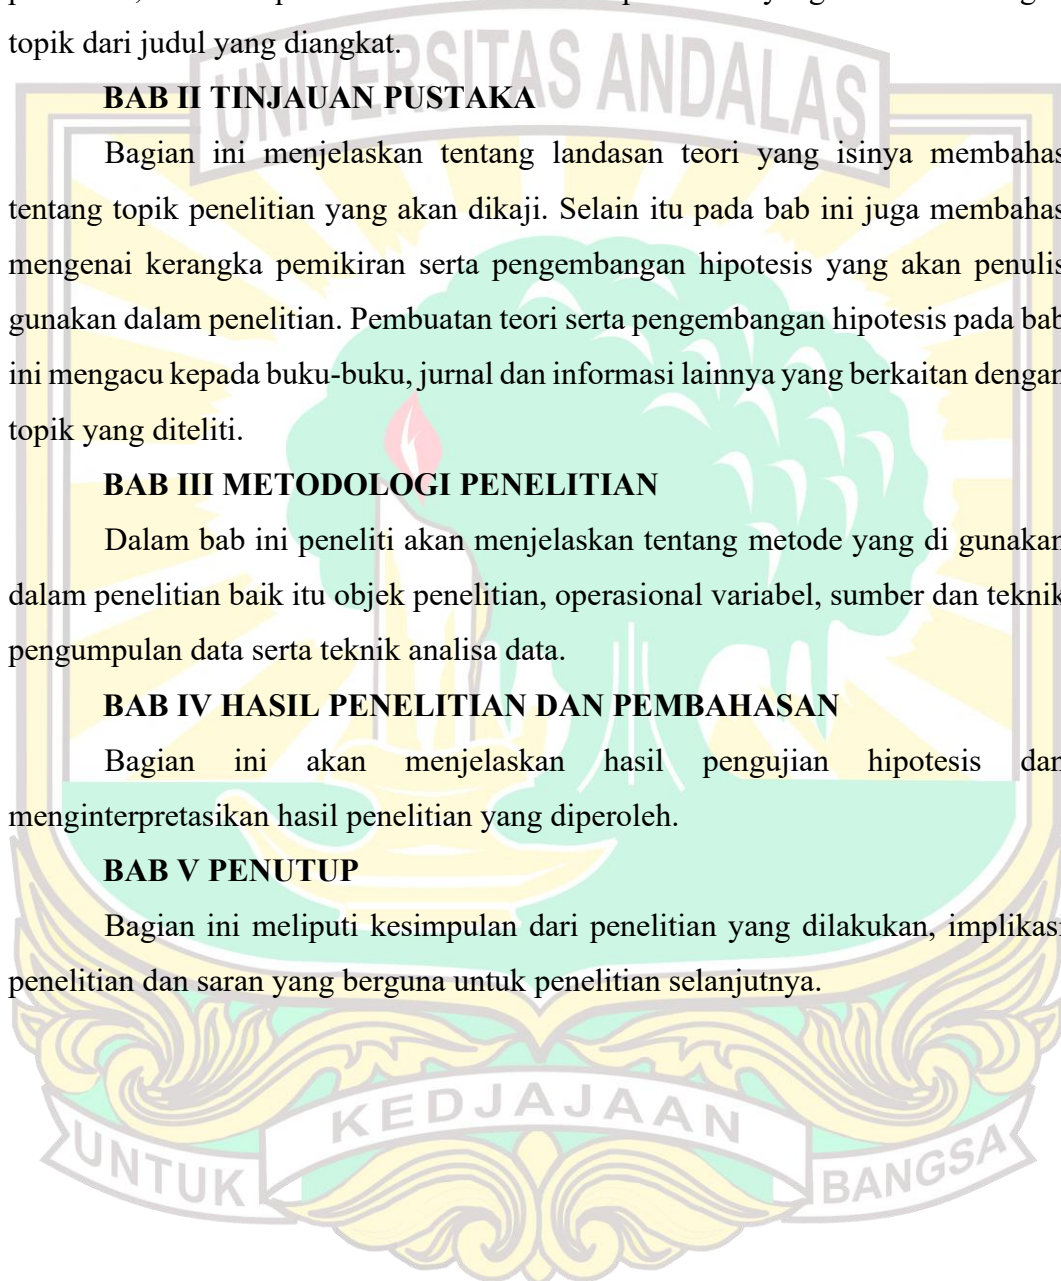 topik dari judul yang diangkat.
UNIVERSITAS ANDALAS
BAB II TINJAUAN PUSTAKA
Bagian ini menjelaskan tentang landasan teori yang isinya membahas
tentang topik penelitian yang akan dikaji. Selain itu pada bab ini juga membahas
mengenai kerangka pemikiran serta pengembangan hipotesis yang akan penulis
gunakan dalam penelitian. Pembuatan teori serta pengembangan hipotesis pada bab
ini mengacu kepada buku-buku, jurnal dan informasi lainnya yang berkaitan dengan
topik yang diteliti.
BAB III METODOLOGI PENELITIAN
Dalam bab ini peneliti akan menjelaskan tentang metode yang di gunakan
dalam penelitian baik itu objek penelitian, operasional variabel, sumber dan teknik
pengumpulan data serta teknik analisa data.
BAB IV HASIL PENELITIAN DAN PEMBAHASAN
Bagian ini akan menjelaskan hasil pengujian hipotesis dan
menginterpretasikan hasil penelitian yang diperoleh.
BAB V PENUTUP
Bagian ini meliputi kesimpulan dari penelitian yang dilakukan, implikasi
penelitian dan saran yang berguna untuk penelitian selanjutnya.
UNTUK KEDJAJAAN BANGSA